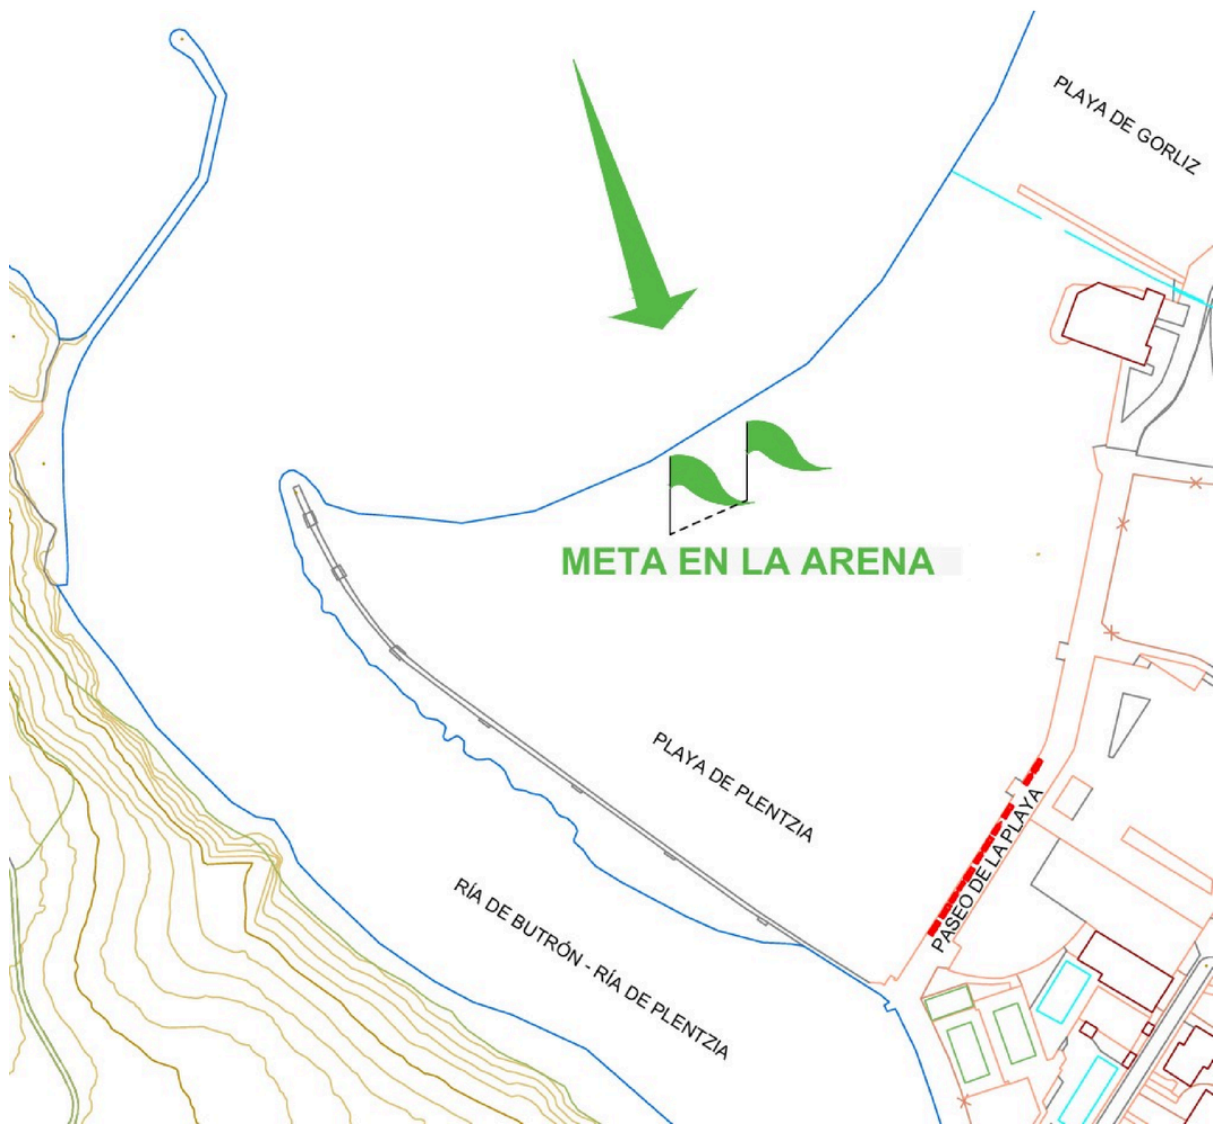 PLAYA DE GORLIZ
META EN LA ARENA
PLAYA DE PLENTZIA
PASEO DE LA PLAYA
RÍA DE BUTRÓN - RÍA DE PLENTZIA